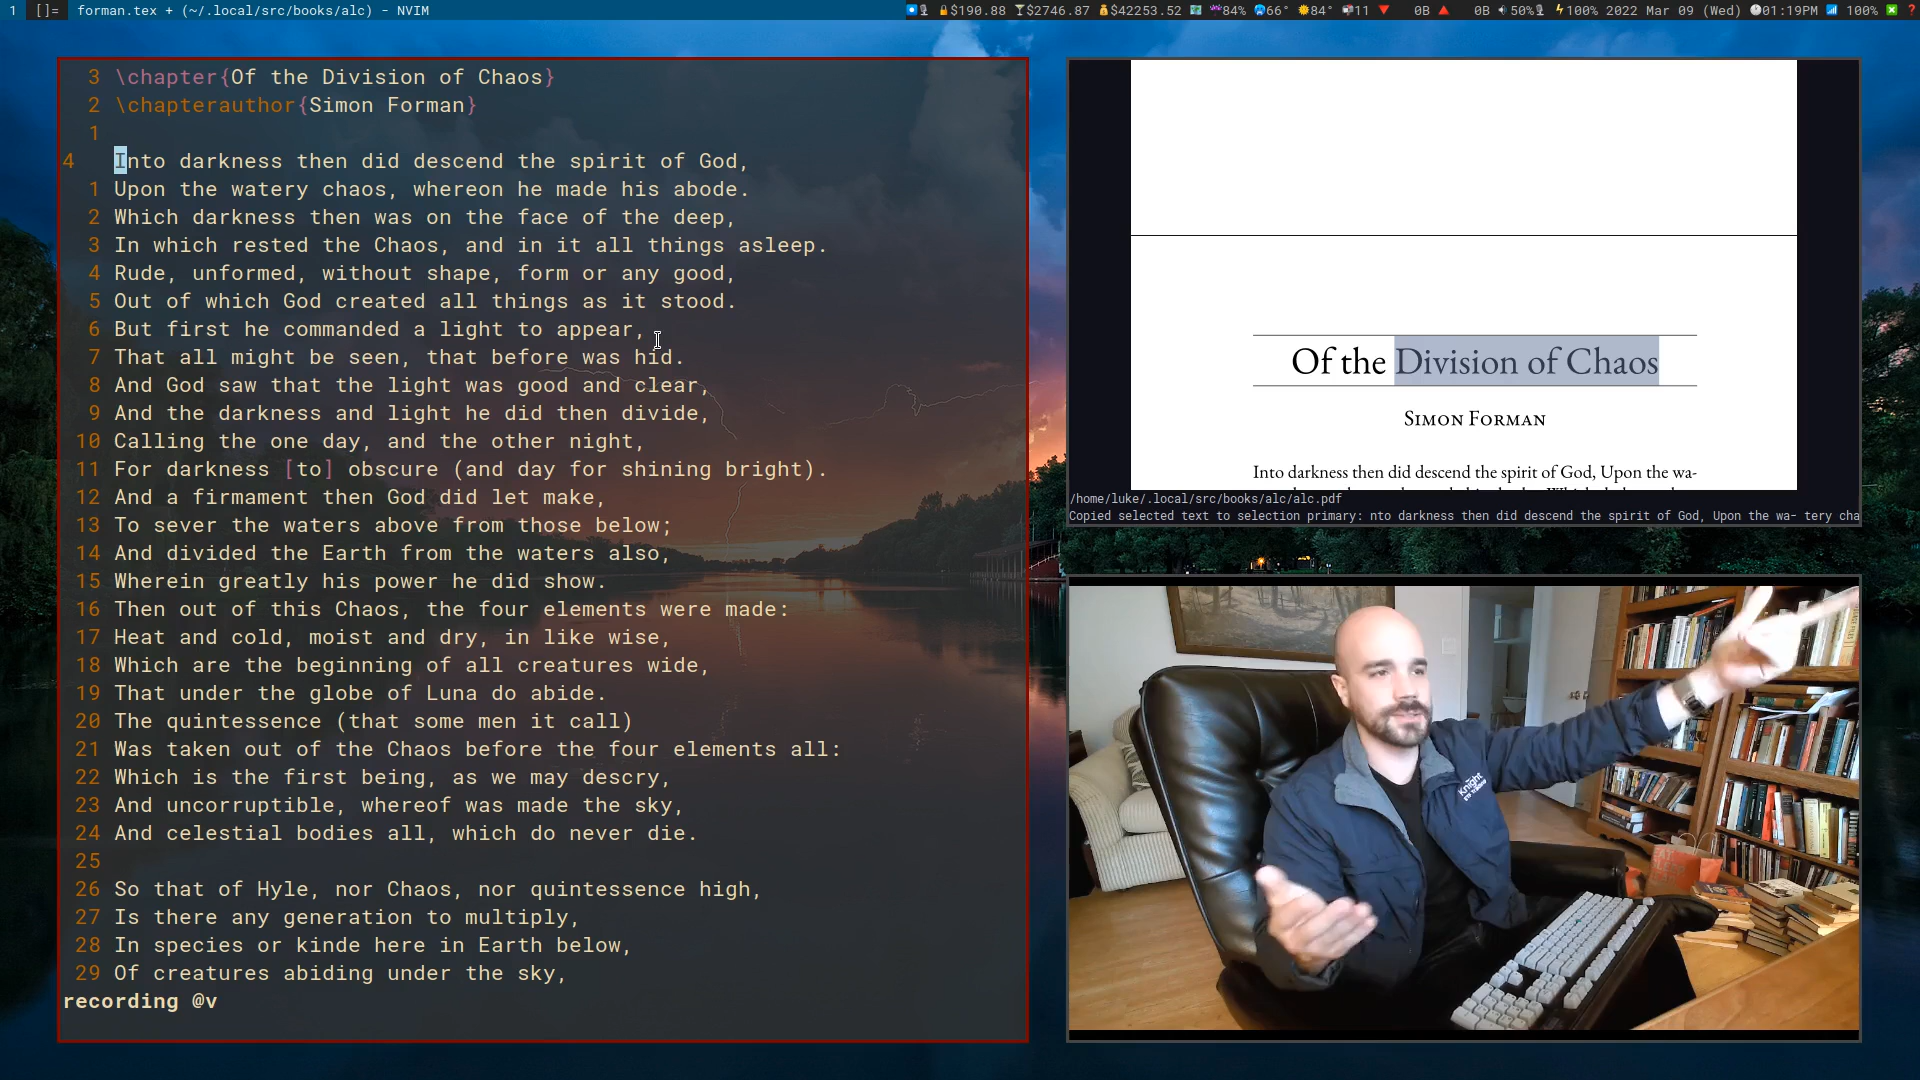 1 []= forman.tex + (~/.local/src/books/alc) - NVIM
$190.88 $2746.87 $42253.52 84% 66° 84° 11 0B 0B 50% 100% 2022 Mar 09 (Wed) 01:19PM 100%
3 \chapter{Of the Division of Chaos}
2 \chapterauthor{Simon Forman}
1
4 Into darkness then did descend the spirit of God,
1 Upon the watery chaos, whereon he made his abode.
2 Which darkness then was on the face of the deep,
3 In which rested the Chaos, and in it all things asleep.
4 Rude, unformed, without shape, form or any good,
5 Out of which God created all things as it stood.
6 But first he commanded a light to appear,
7 That all might be seen, that before was hid.
8 And God saw that the light was good and clear,
9 And the darkness and light he did then divide,
10 Calling the one day, and the other night,
11 For darkness [to] obscure (and day for shining bright).
12 And a firmament then God did let make,
13 To sever the waters above from those below;
14 And divided the Earth from the waters also,
15 Wherein greatly his power he did show.
16 Then out of this Chaos, the four elements were made:
17 Heat and cold, moist and dry, in like wise,
18 Which are the beginning of all creatures wide,
19 That under the globe of Luna do abide.
20 The quintessence (that some men it call)
21 Was taken out of the Chaos before the four elements all:
22 Which is the first being, as we may descry,
23 And uncorruptible, whereof was made the sky,
24 And celestial bodies all, which do never die.
25
26 So that of Hyle, nor Chaos, nor quintessence high,
27 Is there any generation to multiply,
28 In species or kinde here in Earth below,
29 Of creatures abiding under the sky,
recording @v
Of the Division of Chaos
Simon Forman
Into darkness then did descend the spirit of God, Upon the wa-
/home/luke/.local/src/books/alc/alc.pdf
Copied selected text to selection primary: nto darkness then did descend the spirit of God, Upon the wa- tery cha
Knight